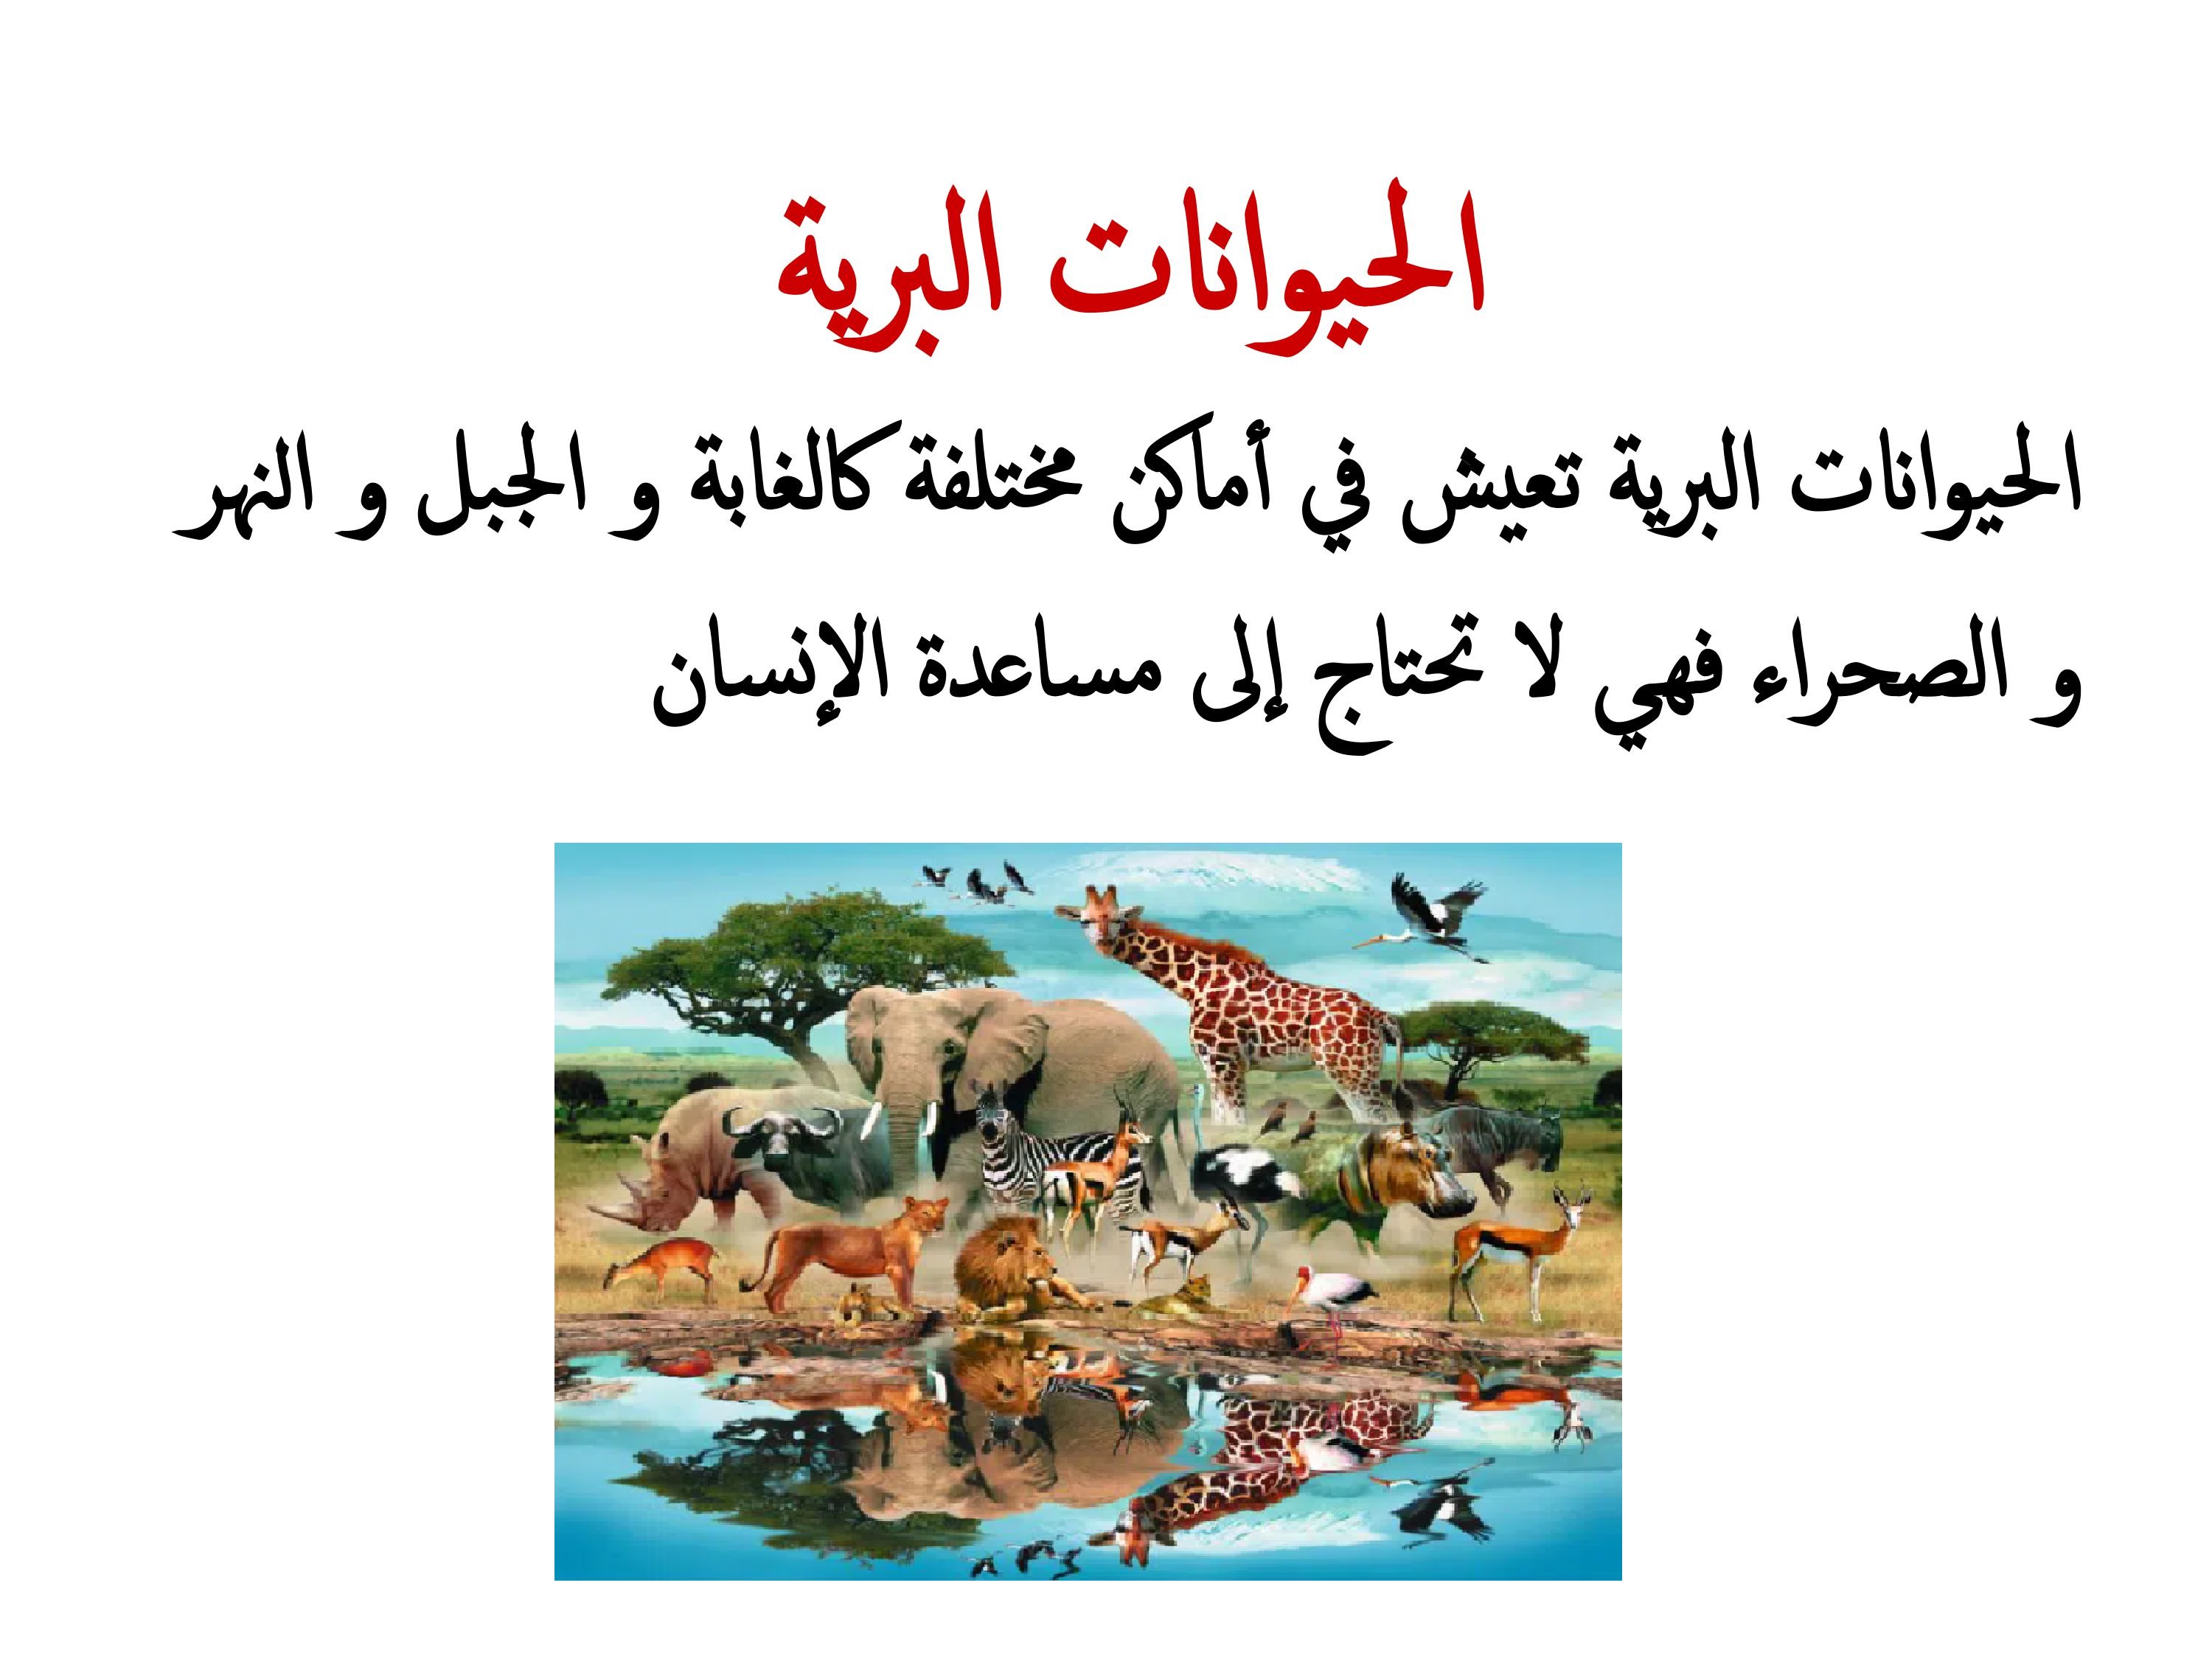 الحيوانات البرية
الحيوانات البرية تعيش في أماكن مختلفة كالغابة و الجبل و النهر
و الصحراء فهي لا تحتاج إلى مساعدة الإنسان